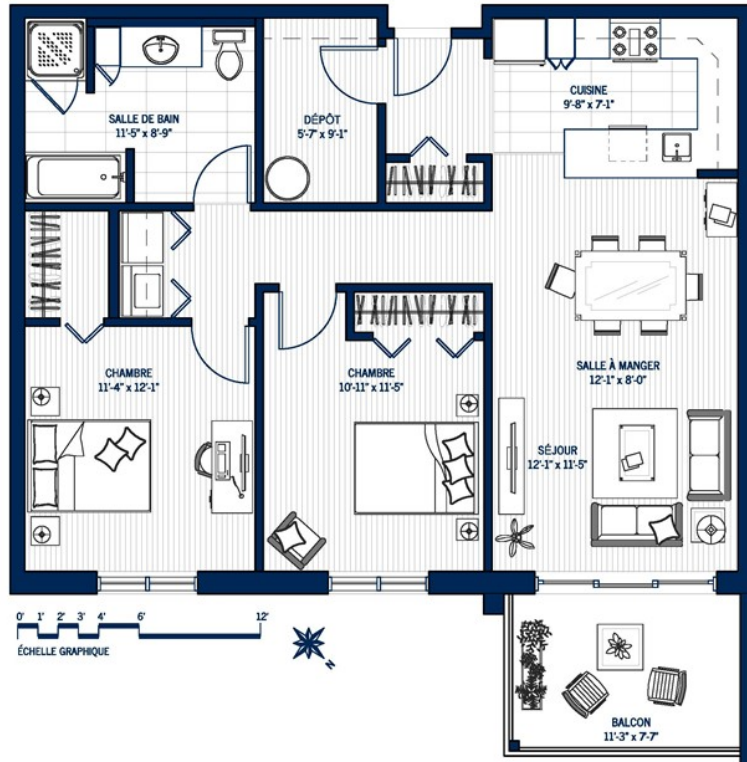 SALLE DE BAIN
11'-5" x 8'-9"
DÉPÔT
5'-7" x 9'-1"
CUISINE
9'-8" x 7'-1"
CHAMBRE
11'-4" x 12'-1"
CHAMBRE
10'-11" x 11'-5"
SALLE À MANGER
12'-1" x 8'-0"
SÉJOUR
12'-1" x 11'-5"
0' 1' 2' 3' 4' 6' 12'
ÉCHELLE GRAPHIQUE
N
BALCON
11'-3" x 7'-7"